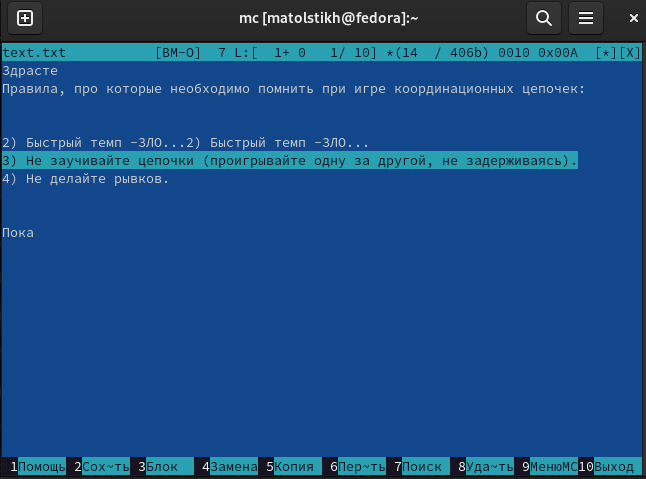 mc [matolstikh@fedora]:~
text.txt [BM-O] 7 L:[ 1+ 0 1/ 10] *(14 / 406b) 0010 0x00A [*][X]
Здрасте
Правила, про которые необходимо помнить при игре координационных цепочек:
2) Быстрый темп -ЗЛО...2) Быстрый темп -ЗЛО...
3) Не заучивайте цепочки (проигрывайте одну за другой, не задерживаясь).
4) Не делайте рывков.
Пока
1Помощь 2Сох~ть 3Блок 4Замена 5Копия 6Пер~ть 7Поиск 8Уда~ть 9МенюMC 10Выход